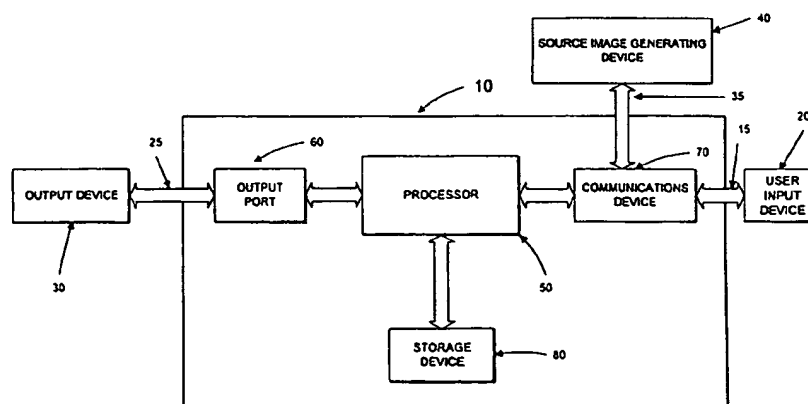 40
SOURCE IMAGE GENERATING
DEVICE
10
35
20
25
60
70
15
OUTPUT DEVICE
OUTPUT
PORT
PROCESSOR
COMMUNICATIONS
DEVICE
USER
INPUT
DEVICE
30
50
STORAGE
DEVICE
80